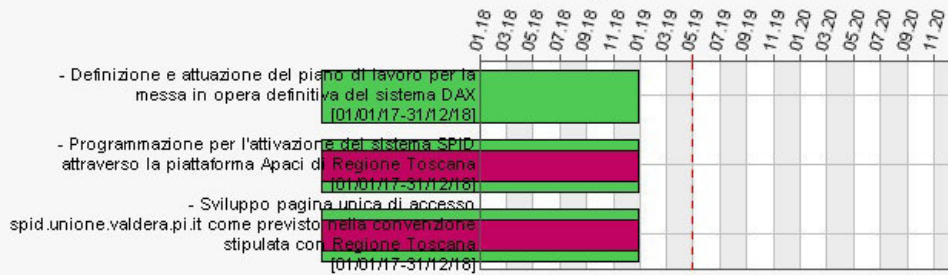 01.18 03.18 05.18 07.18 09.18 11.18 01.19 03.19 05.19 07.19 09.19 11.19 01.20 03.20 05.20 07.20 09.20 11.20
- Definizione e attuazione del piano di lavoro per la
messa in opera definitiva del sistema DAX
[01/01/17-31/12/18]
- Programmazione per l'attivazione del sistema SPID
attraverso la piattaforma Apaci di Regione Toscana
[01/01/17-31/12/18]
- Sviluppo pagina unica di accesso
spid.unione.valdera.pi.it come previsto nella convenzione
stipulata con Regione Toscana
[01/01/17-31/12/18]